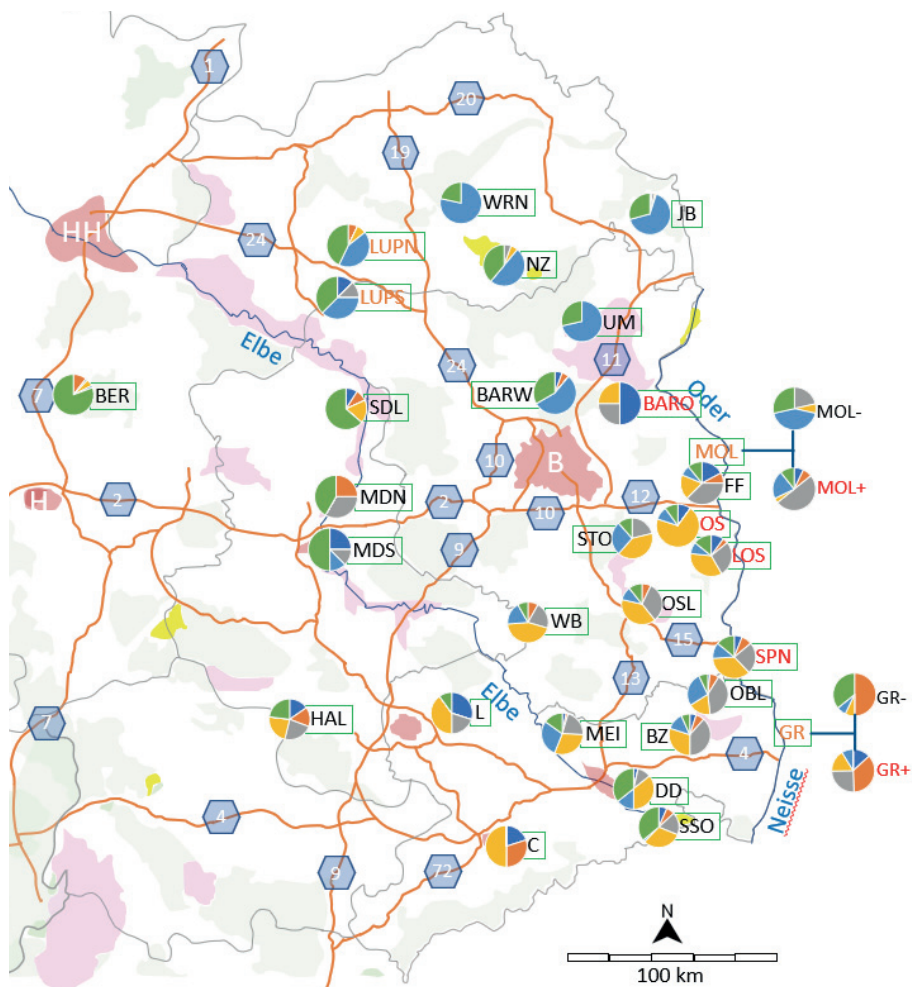 1
20
19
WRN
JB
HH
24
LUPN
NZ
LUPS
Elbe
UM
11
24
7
BER
SDL
BARW
BARO
Oder
MOL-
MOL
10
B
H
2
MDN
2
10
12
FF
MOL+
MDS
9
STO
OS
LOS
WB
OSL
15
SPN
13
OBL
GR-
7
HAL
L
Elbe
MEI
BZ
GR
4
GR+
4
DD
Neisse
SSO
C
9
72
N
100 km